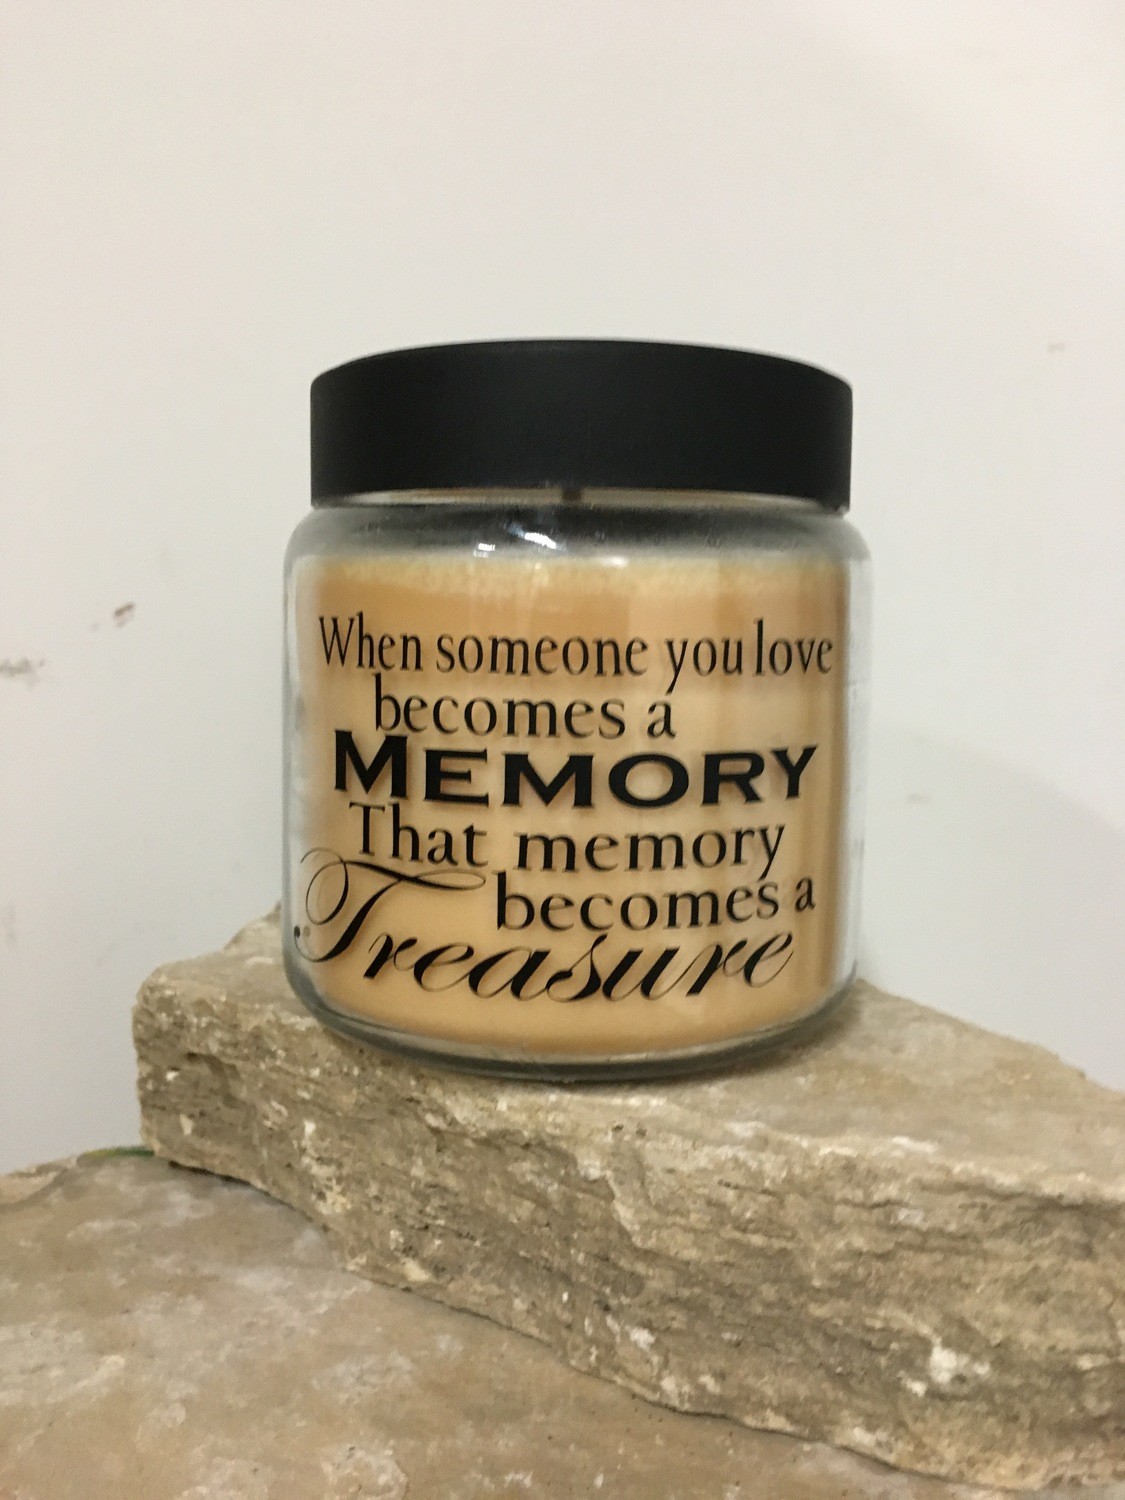 When someone you love
becomes a
MEMORY
That memory
becomes a
Treasure